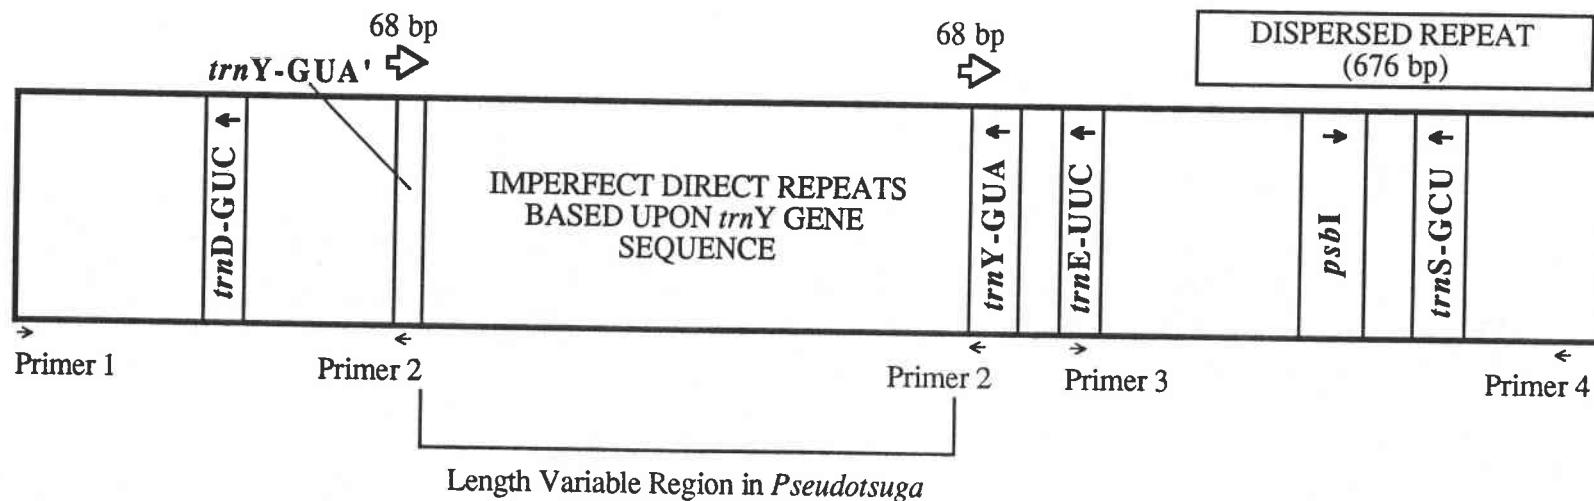 68 bp
68 bp
DISPERSED REPEAT
(676 bp)
trnY-GUA'
trnD-GUC
IMPERFECT DIRECT REPEATS
BASED UPON trnY GENE
SEQUENCE
trnY-GUA
trnE-UUC
psbI
trnS-GCU
Primer 1
Primer 2
Primer 2
Primer 3
Primer 4
Length Variable Region in Pseudotsuga